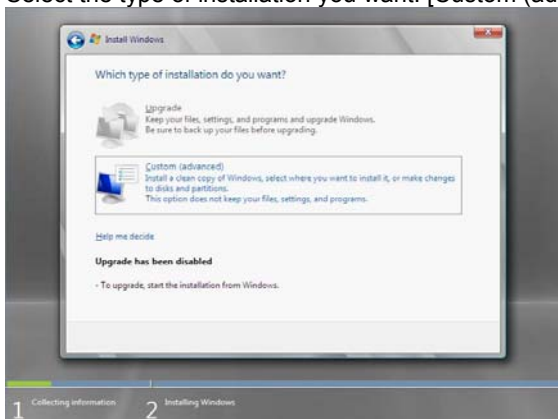 Select the type of installation you want. [Custom (ad
Install Windows
Which type of installation do you want?
Upgrade
Keep your files, settings, and programs and upgrade Windows.
Be sure to back up your files before upgrading.
Custom (advanced)
Install a clean copy of Windows, select where you want to install it, or make changes
to disks and partitions.
This option does not keep your files, settings, and programs.
Help me decide
Upgrade has been disabled
- To upgrade, start the installation from Windows.
1 Collecting information
2 Installing Windows